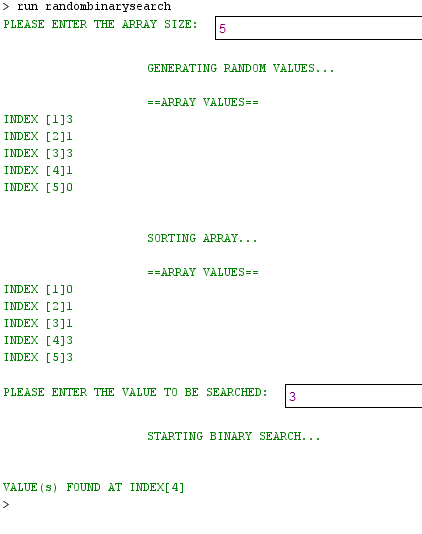 > run randombinarysearch
PLEASE ENTER THE ARRAY SIZE: 5
GENERATING RANDOM VALUES...
==ARRAY VALUES==
INDEX [1]3
INDEX [2]1
INDEX [3]3
INDEX [4]1
INDEX [5]0
SORTING ARRAY...
==ARRAY VALUES==
INDEX [1]0
INDEX [2]1
INDEX [3]1
INDEX [4]3
INDEX [5]3
PLEASE ENTER THE VALUE TO BE SEARCHED: 3
STARTING BINARY SEARCH...
VALUE(s) FOUND AT INDEX[4]
>